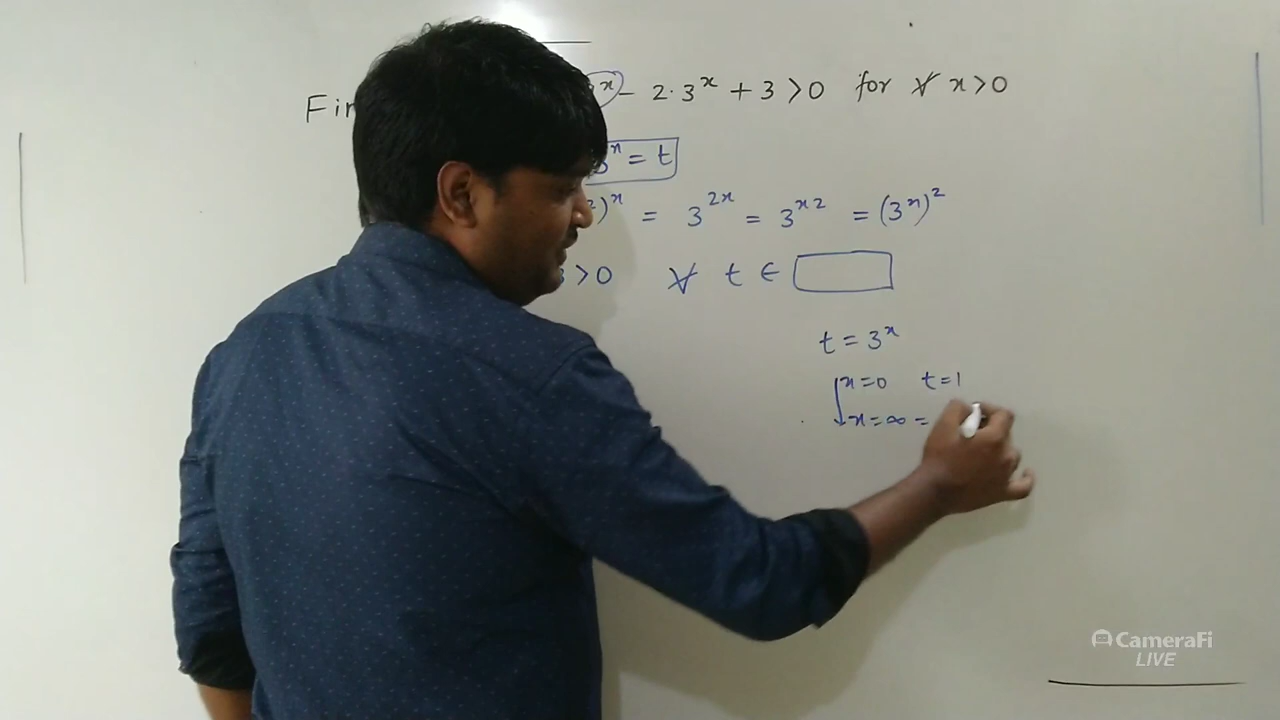 Fin x - 2·3^x + 3 > 0 for ∀ x > 0
3^x = t
)^x = 3^{2x} = 3^{x2} = (3^x)^2
> 0 ∀ t ∈
t = 3^x
x = 0 t = 1
x = ∞ =
CameraFi
LIVE